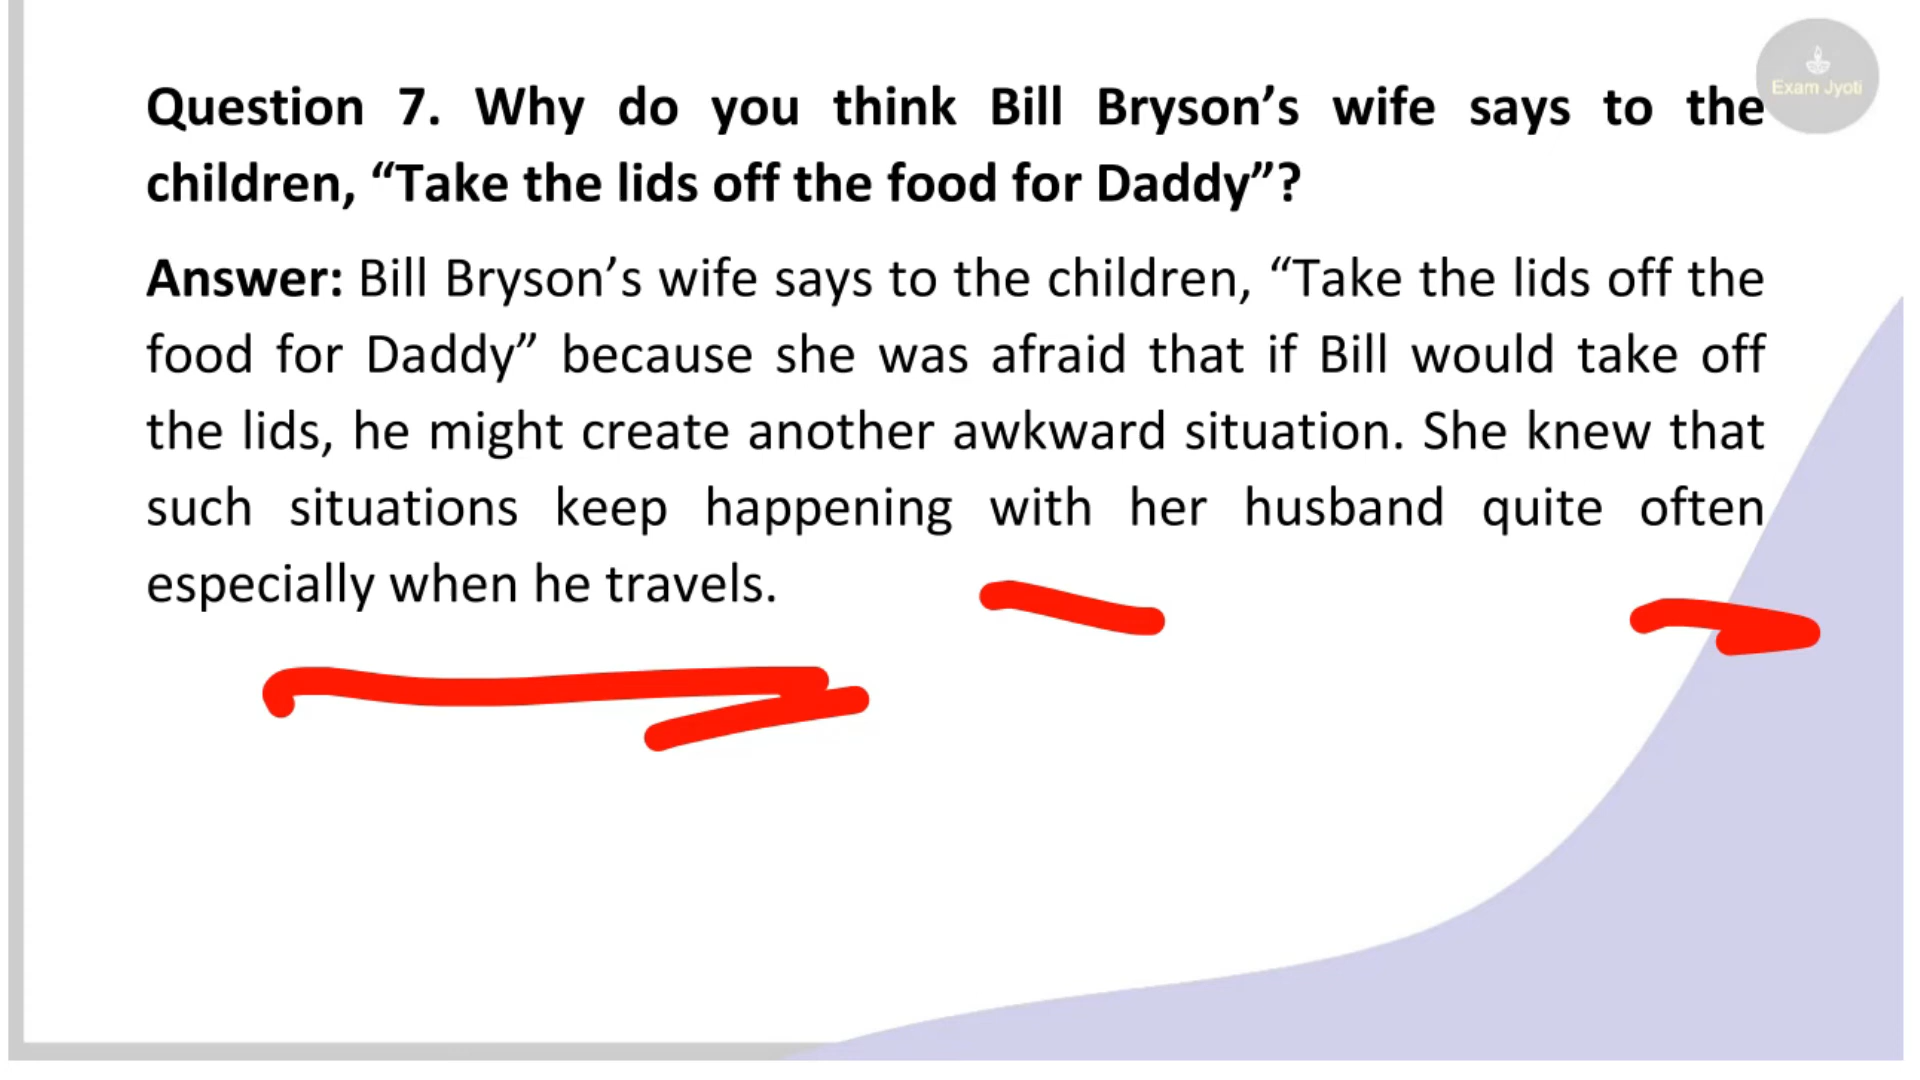 Exam Jyoti
Question 7. Why do you think Bill Bryson’s wife says to the
children, “Take the lids off the food for Daddy”?
Answer: Bill Bryson’s wife says to the children, “Take the lids off the
food for Daddy” because she was afraid that if Bill would take off
the lids, he might create another awkward situation. She knew that
such situations keep happening with her husband quite often
especially when he travels.